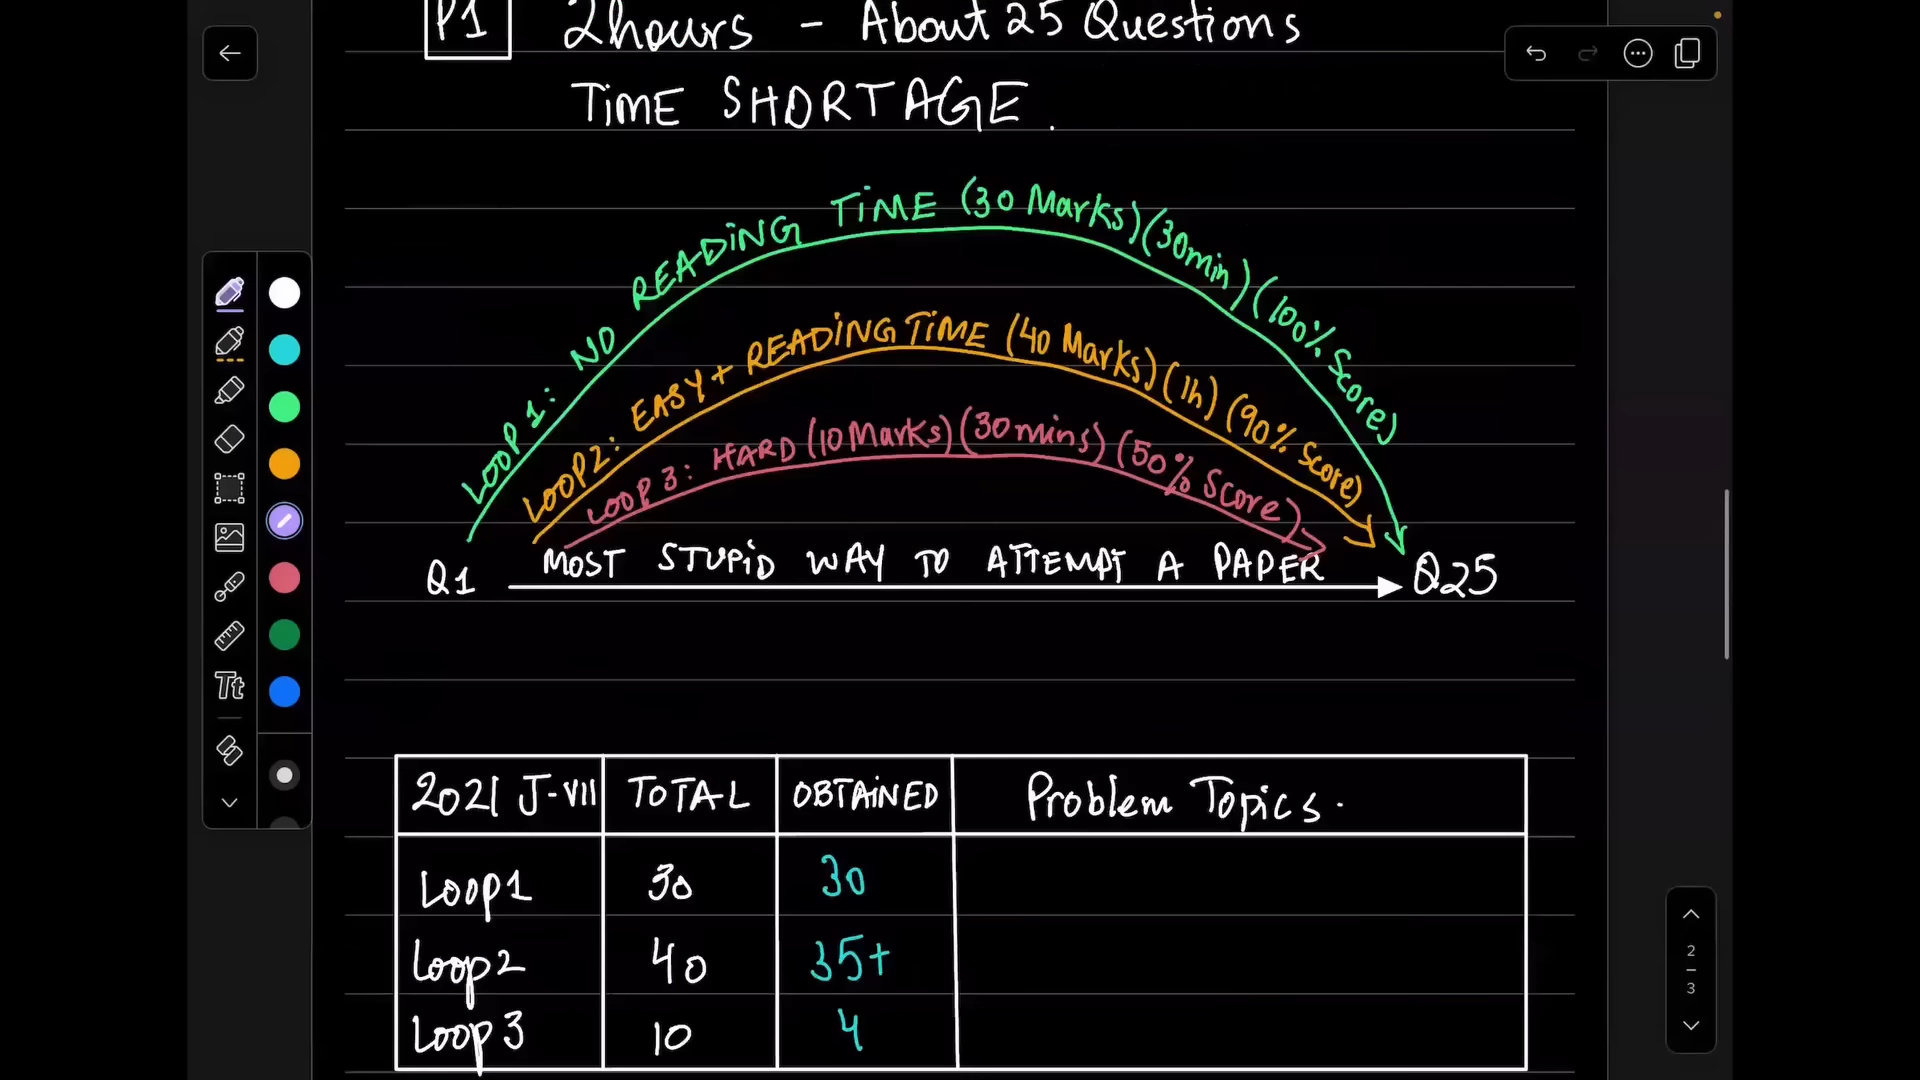 P1 2hours - About 25 Questions
TiME SHORTAGE.
LOOP 1: NO READiNG TiME (30 Marks) (30min) (100% Score)
LOOP2: EASY + READiNG TiME (40 Marks) (1h) (90% Score)
LOOP 3: HARD (10 Marks) (30 mins) (50% Score)
Q1 MOST STUPiD WAY TO ATTEMPT A PAPER Q25
2021 J-VII TOTAL OBTAiNED Problem Topics.
Loop1 30 30
Loop2 40 35+
Loop3 10 4
Tt
2
3